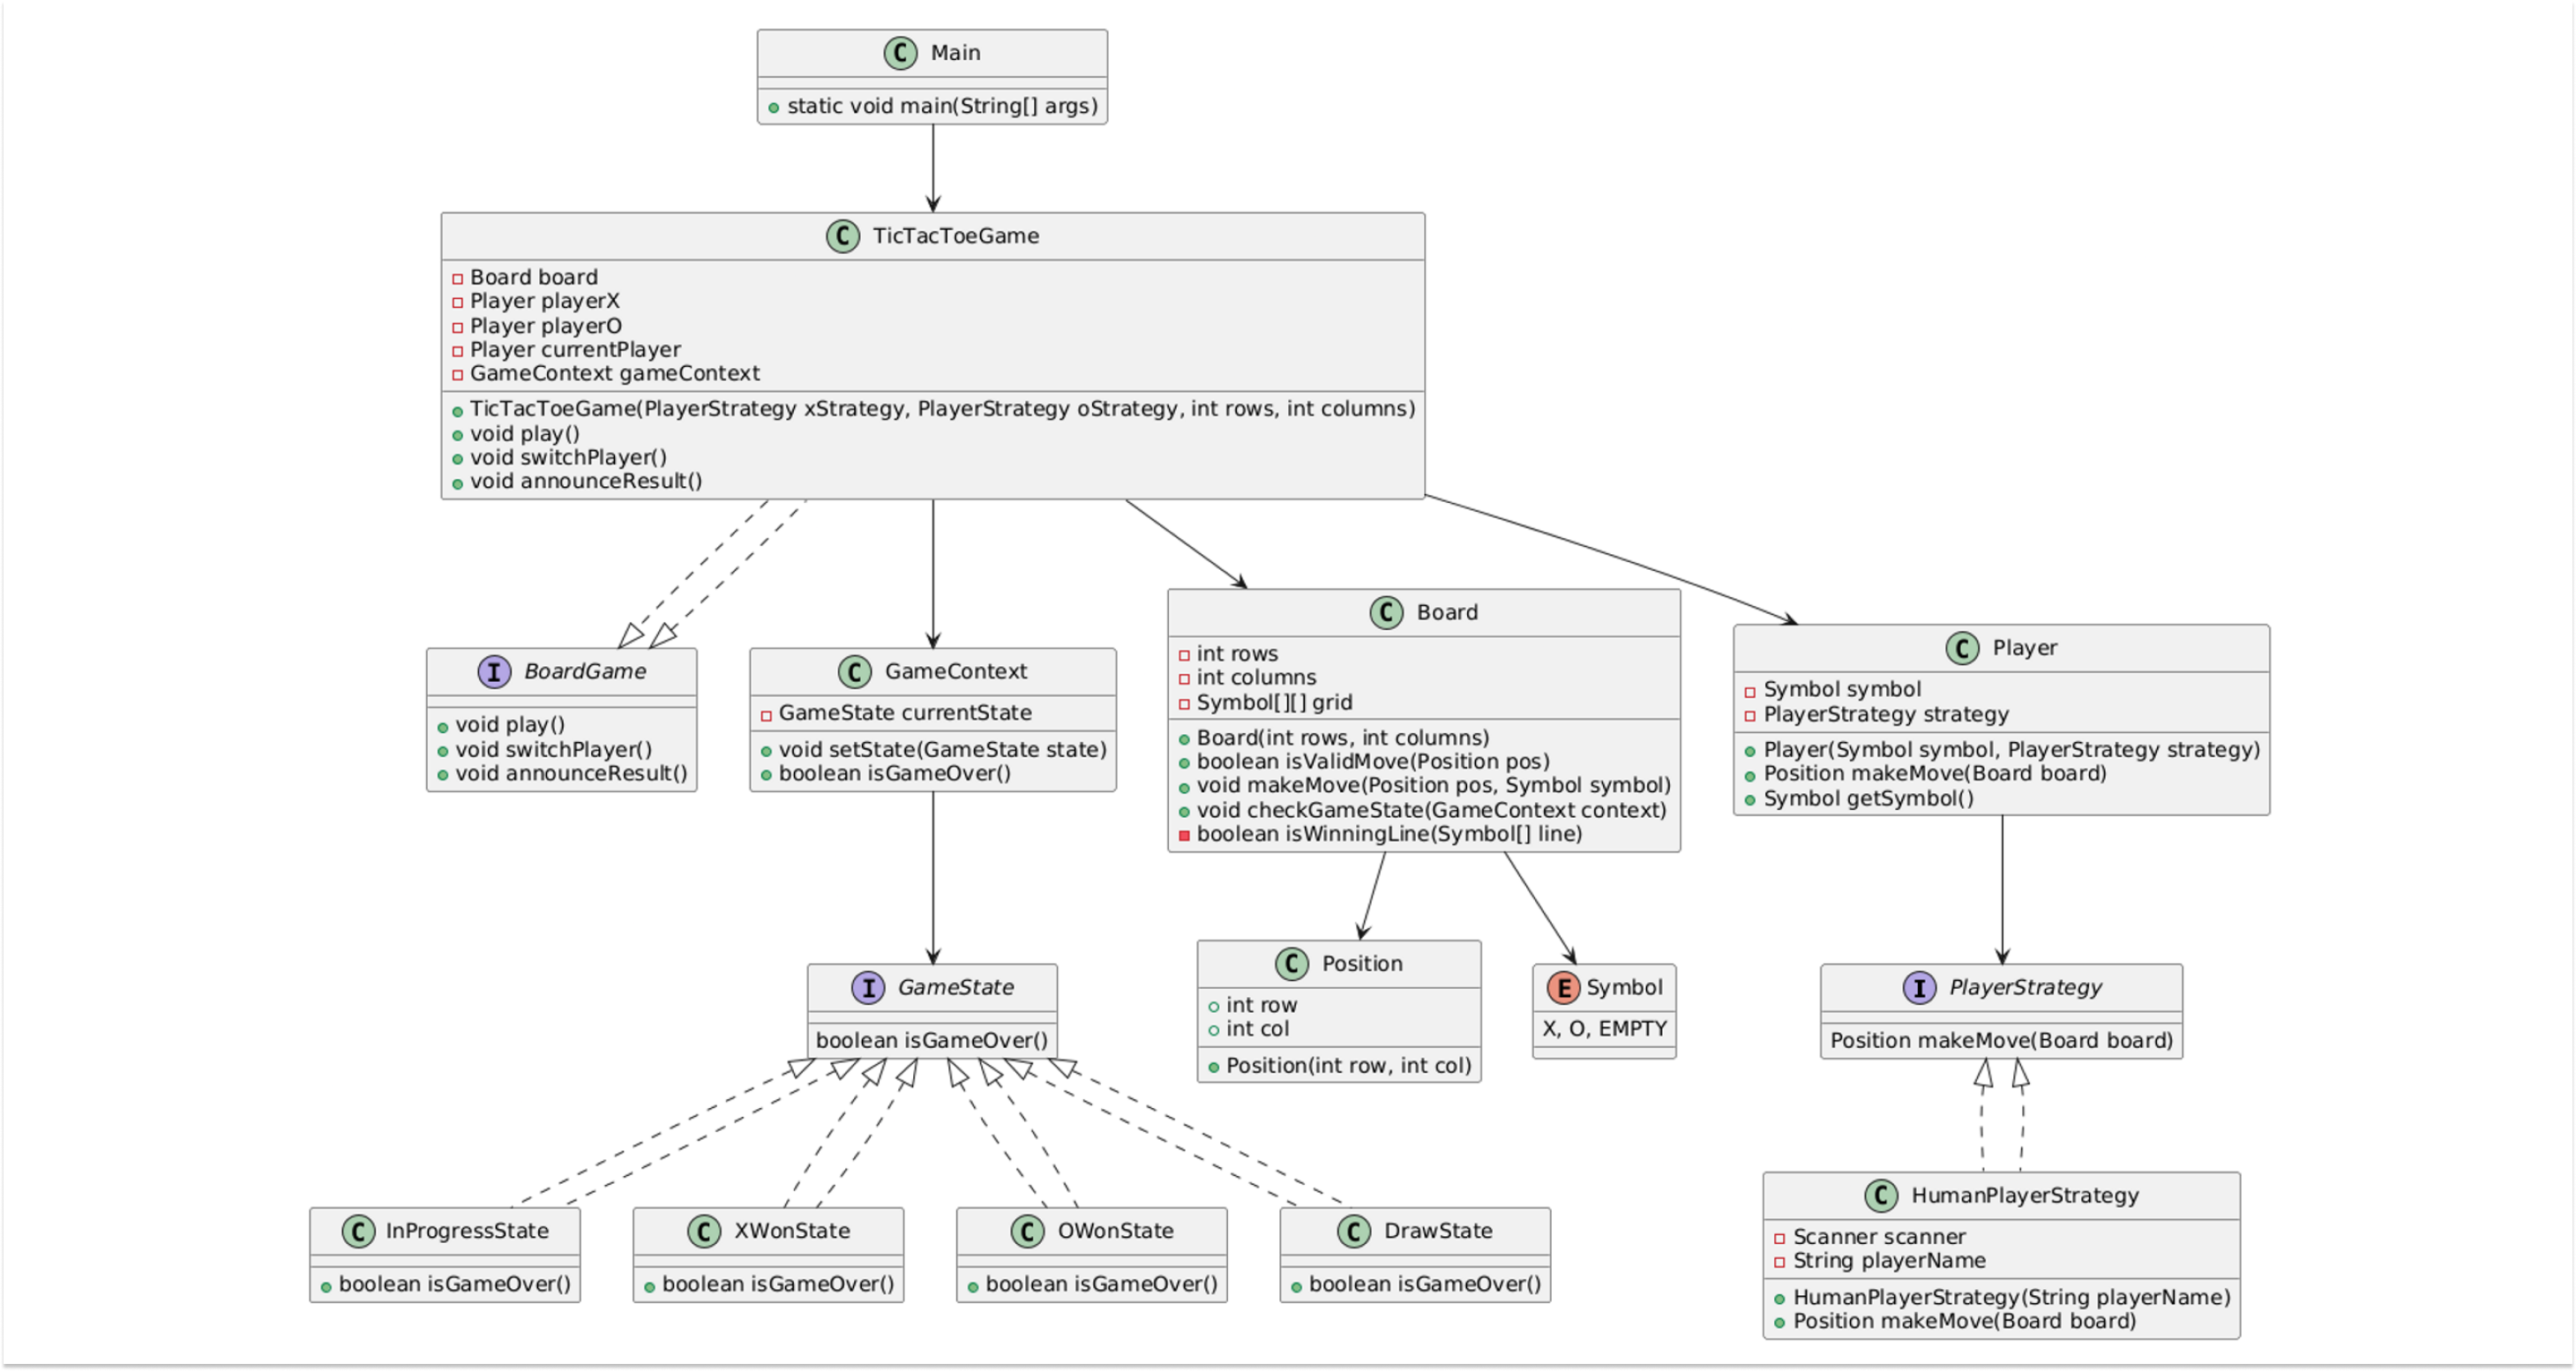 C Main
static void main(String[] args)
C TicTacToeGame
Board board
Player playerX
Player playerO
Player currentPlayer
GameContext gameContext
TicTacToeGame(PlayerStrategy xStrategy, PlayerStrategy oStrategy, int rows, int columns)
void play()
void switchPlayer()
void announceResult()
I BoardGame
void play()
void switchPlayer()
void announceResult()
C GameContext
GameState currentState
void setState(GameState state)
boolean isGameOver()
C Board
int rows
int columns
Symbol[][] grid
Board(int rows, int columns)
boolean isValidMove(Position pos)
void makeMove(Position pos, Symbol symbol)
void checkGameState(GameContext context)
boolean isWinningLine(Symbol[] line)
C Player
Symbol symbol
PlayerStrategy strategy
Player(Symbol symbol, PlayerStrategy strategy)
Position makeMove(Board board)
Symbol getSymbol()
I GameState
boolean isGameOver()
C Position
int row
int col
Position(int row, int col)
E Symbol
X, O, EMPTY
I PlayerStrategy
Position makeMove(Board board)
C InProgressState
boolean isGameOver()
C XWonState
boolean isGameOver()
C OWonState
boolean isGameOver()
C DrawState
boolean isGameOver()
C HumanPlayerStrategy
Scanner scanner
String playerName
HumanPlayerStrategy(String playerName)
Position makeMove(Board board)